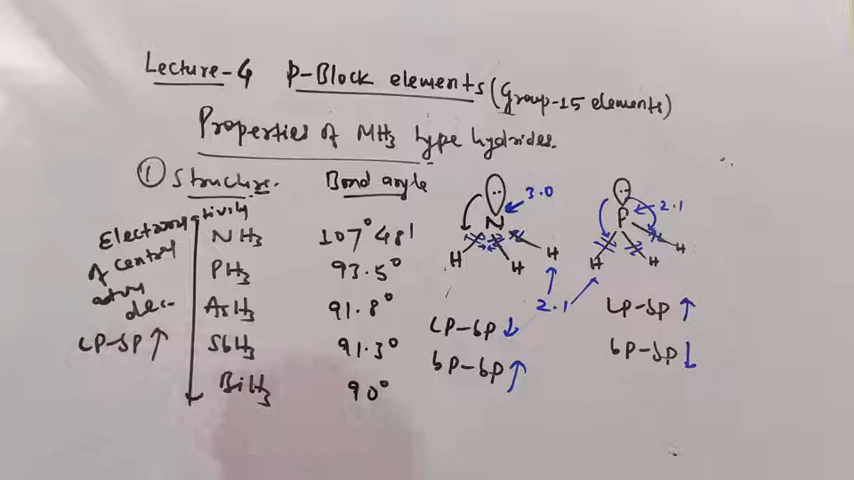 Lecture-4 P-Block elements (Group-15 elements)
Properties of MH₃ type hydrides.
① Structure. Bond angle
Electronegativity
of central
atom
dec-
LP-bP ↑
NH₃ 107°48'
PH₃ 93.5°
AsH₃ 91.8°
SbH₃ 91.3°
BiH₃ 90°
N 3.0
H H H
LP-bP ↓
bP-bP ↑
2.1
P 2.1
H H H
LP-bP ↑
bP-bP ↓